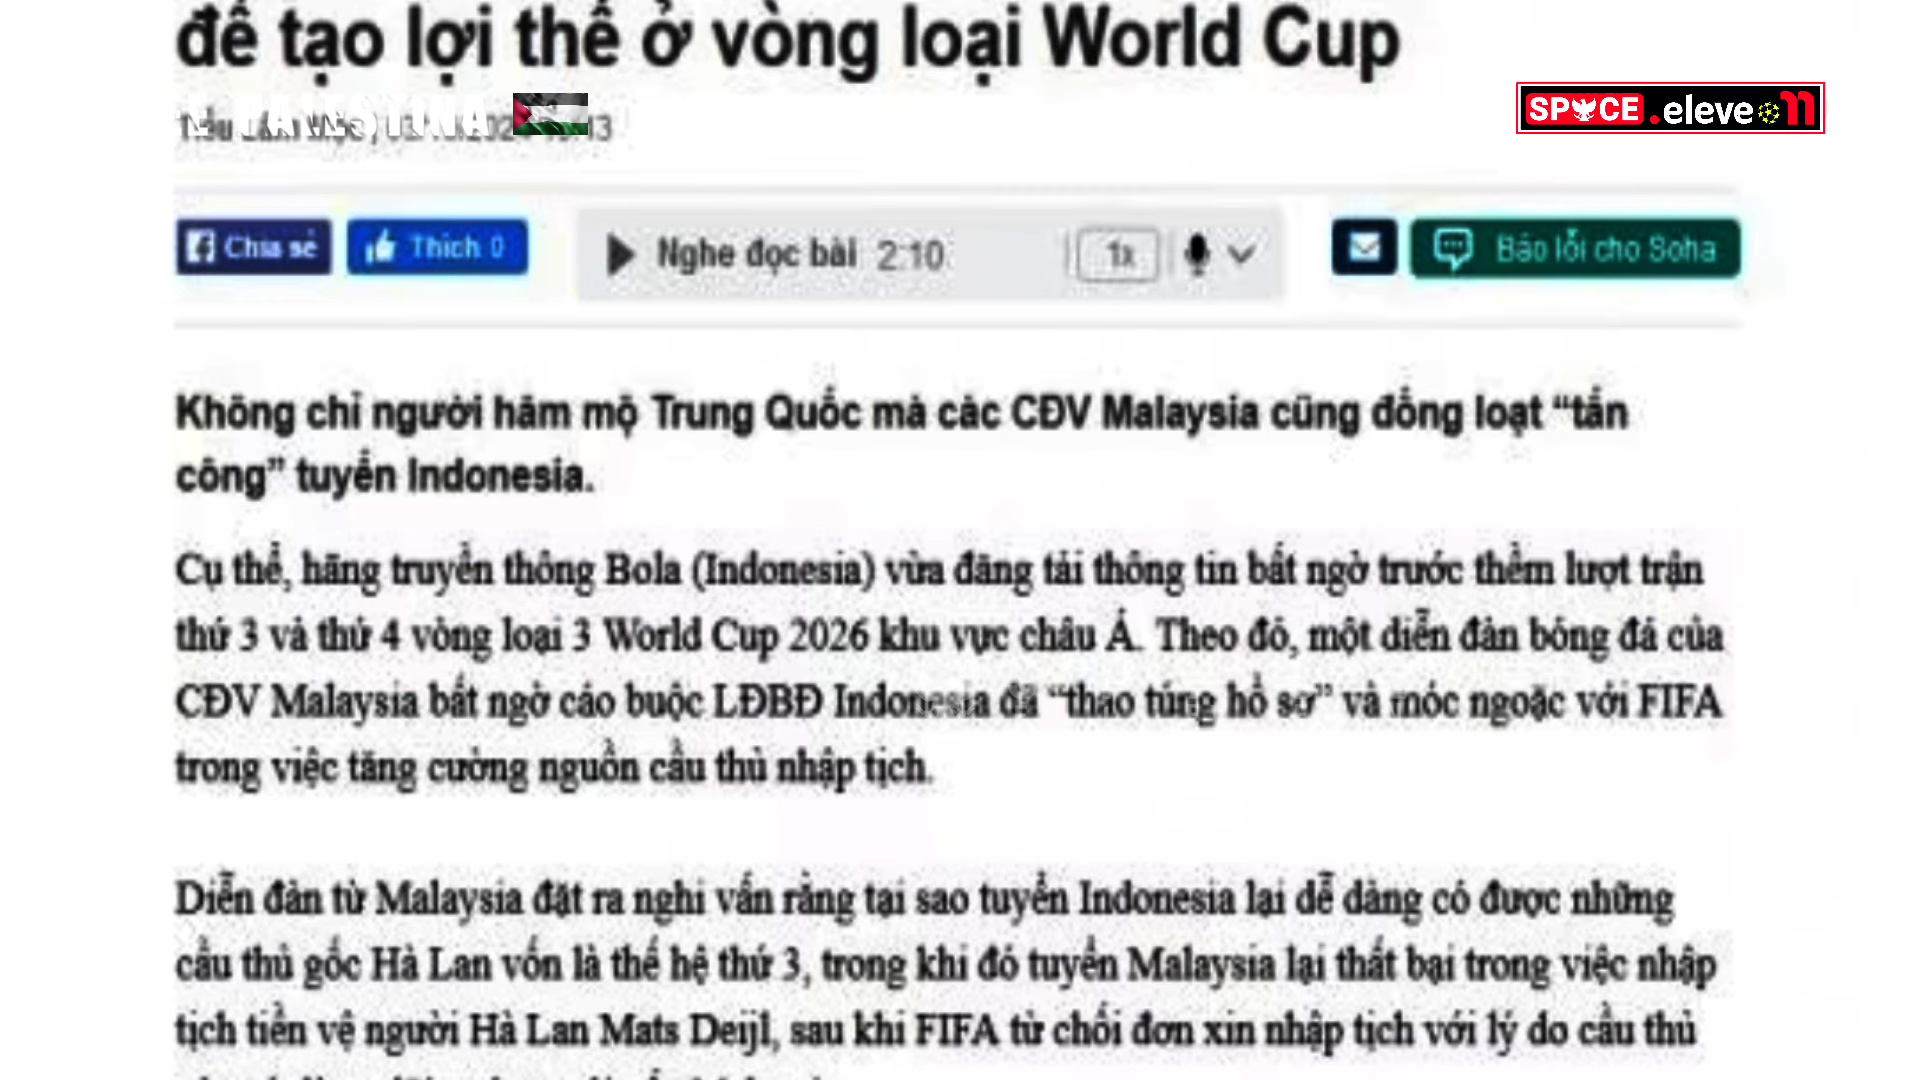 để tạo lợi thế ở vòng loại World Cup
PALESTINA
SPACE.eleven11
Chia sẻ
Thích 0
Nghe đọc bài 2:10
1x
Báo lỗi cho Soha
Không chỉ người hâm mộ Trung Quốc mà các CĐV Malaysia cũng đồng loạt “tấn
công” tuyển Indonesia.
Cụ thể, hãng truyền thông Bola (Indonesia) vừa đăng tải thông tin bất ngờ trước thềm lượt trận
thứ 3 và thứ 4 vòng loại 3 World Cup 2026 khu vực châu Á. Theo đó, một diễn đàn bóng đá của
CĐV Malaysia bất ngờ cáo buộc LĐBĐ Indonesia đã “thao túng hồ sơ” và móc ngoặc với FIFA
trong việc tăng cường nguồn cầu thủ nhập tịch.
Diễn đàn từ Malaysia đặt ra nghi vấn rằng tại sao tuyển Indonesia lại dễ dàng có được những
cầu thủ gốc Hà Lan vốn là thế hệ thứ 3, trong khi đó tuyển Malaysia lại thất bại trong việc nhập
tịch tiền vệ người Hà Lan Mats Deijl, sau khi FIFA từ chối đơn xin nhập tịch với lý do cầu thủ